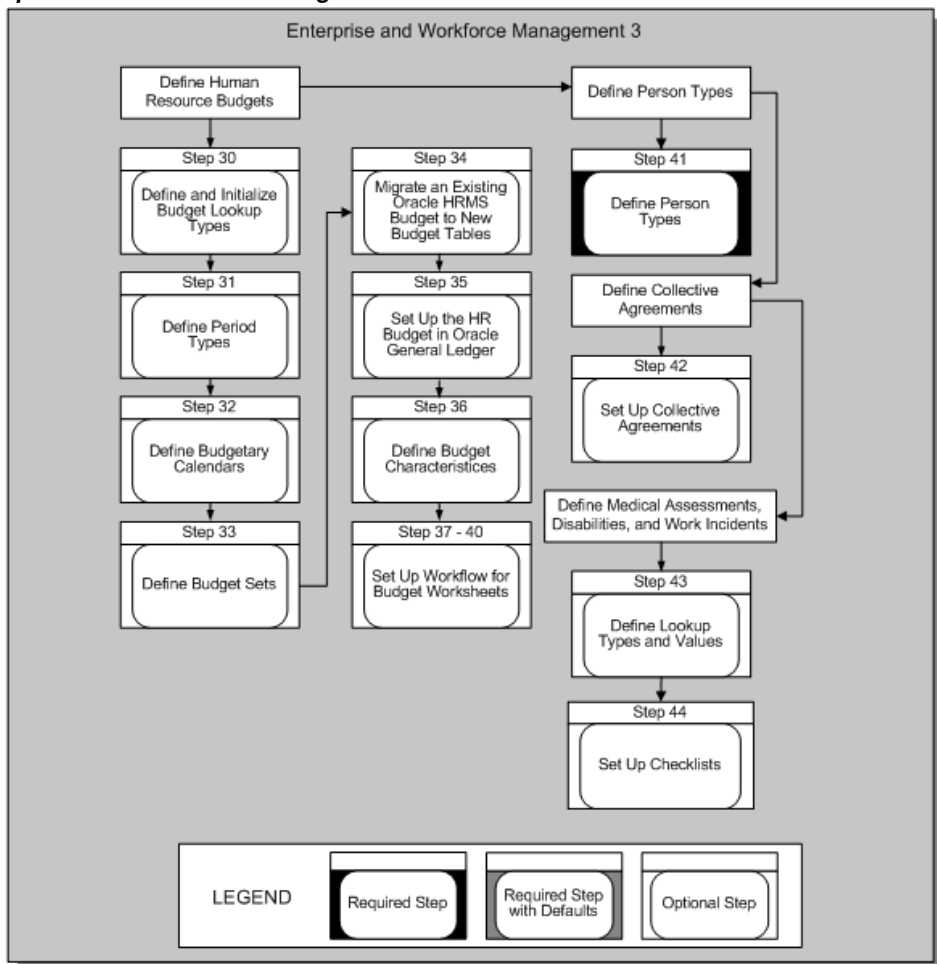 Enterprise and Workforce Management 3
Define Human
Resource Budgets
Step 30
Define and Initialize
Budget Lookup
Types
Step 31
Define Period
Types
Step 32
Define Budgetary
Calendars
Step 33
Define Budget Sets
Step 34
Migrate an Existing
Oracle HRMS
Budget to New
Budget Tables
Step 35
Set Up the HR
Budget in Oracle
General Ledger
Step 36
Define Budget
Characteristices
Step 37 - 40
Set Up Workflow for
Budget Worksheets
Define Person Types
Step 41
Define Person
Types
Define Collective
Agreements
Step 42
Set Up Collective
Agreements
Define Medical Assessments,
Disabilities, and Work Incidents
Step 43
Define Lookup
Types and Values
Step 44
Set Up Checklists
LEGEND
Required Step
Required Step
with Defaults
Optional Step